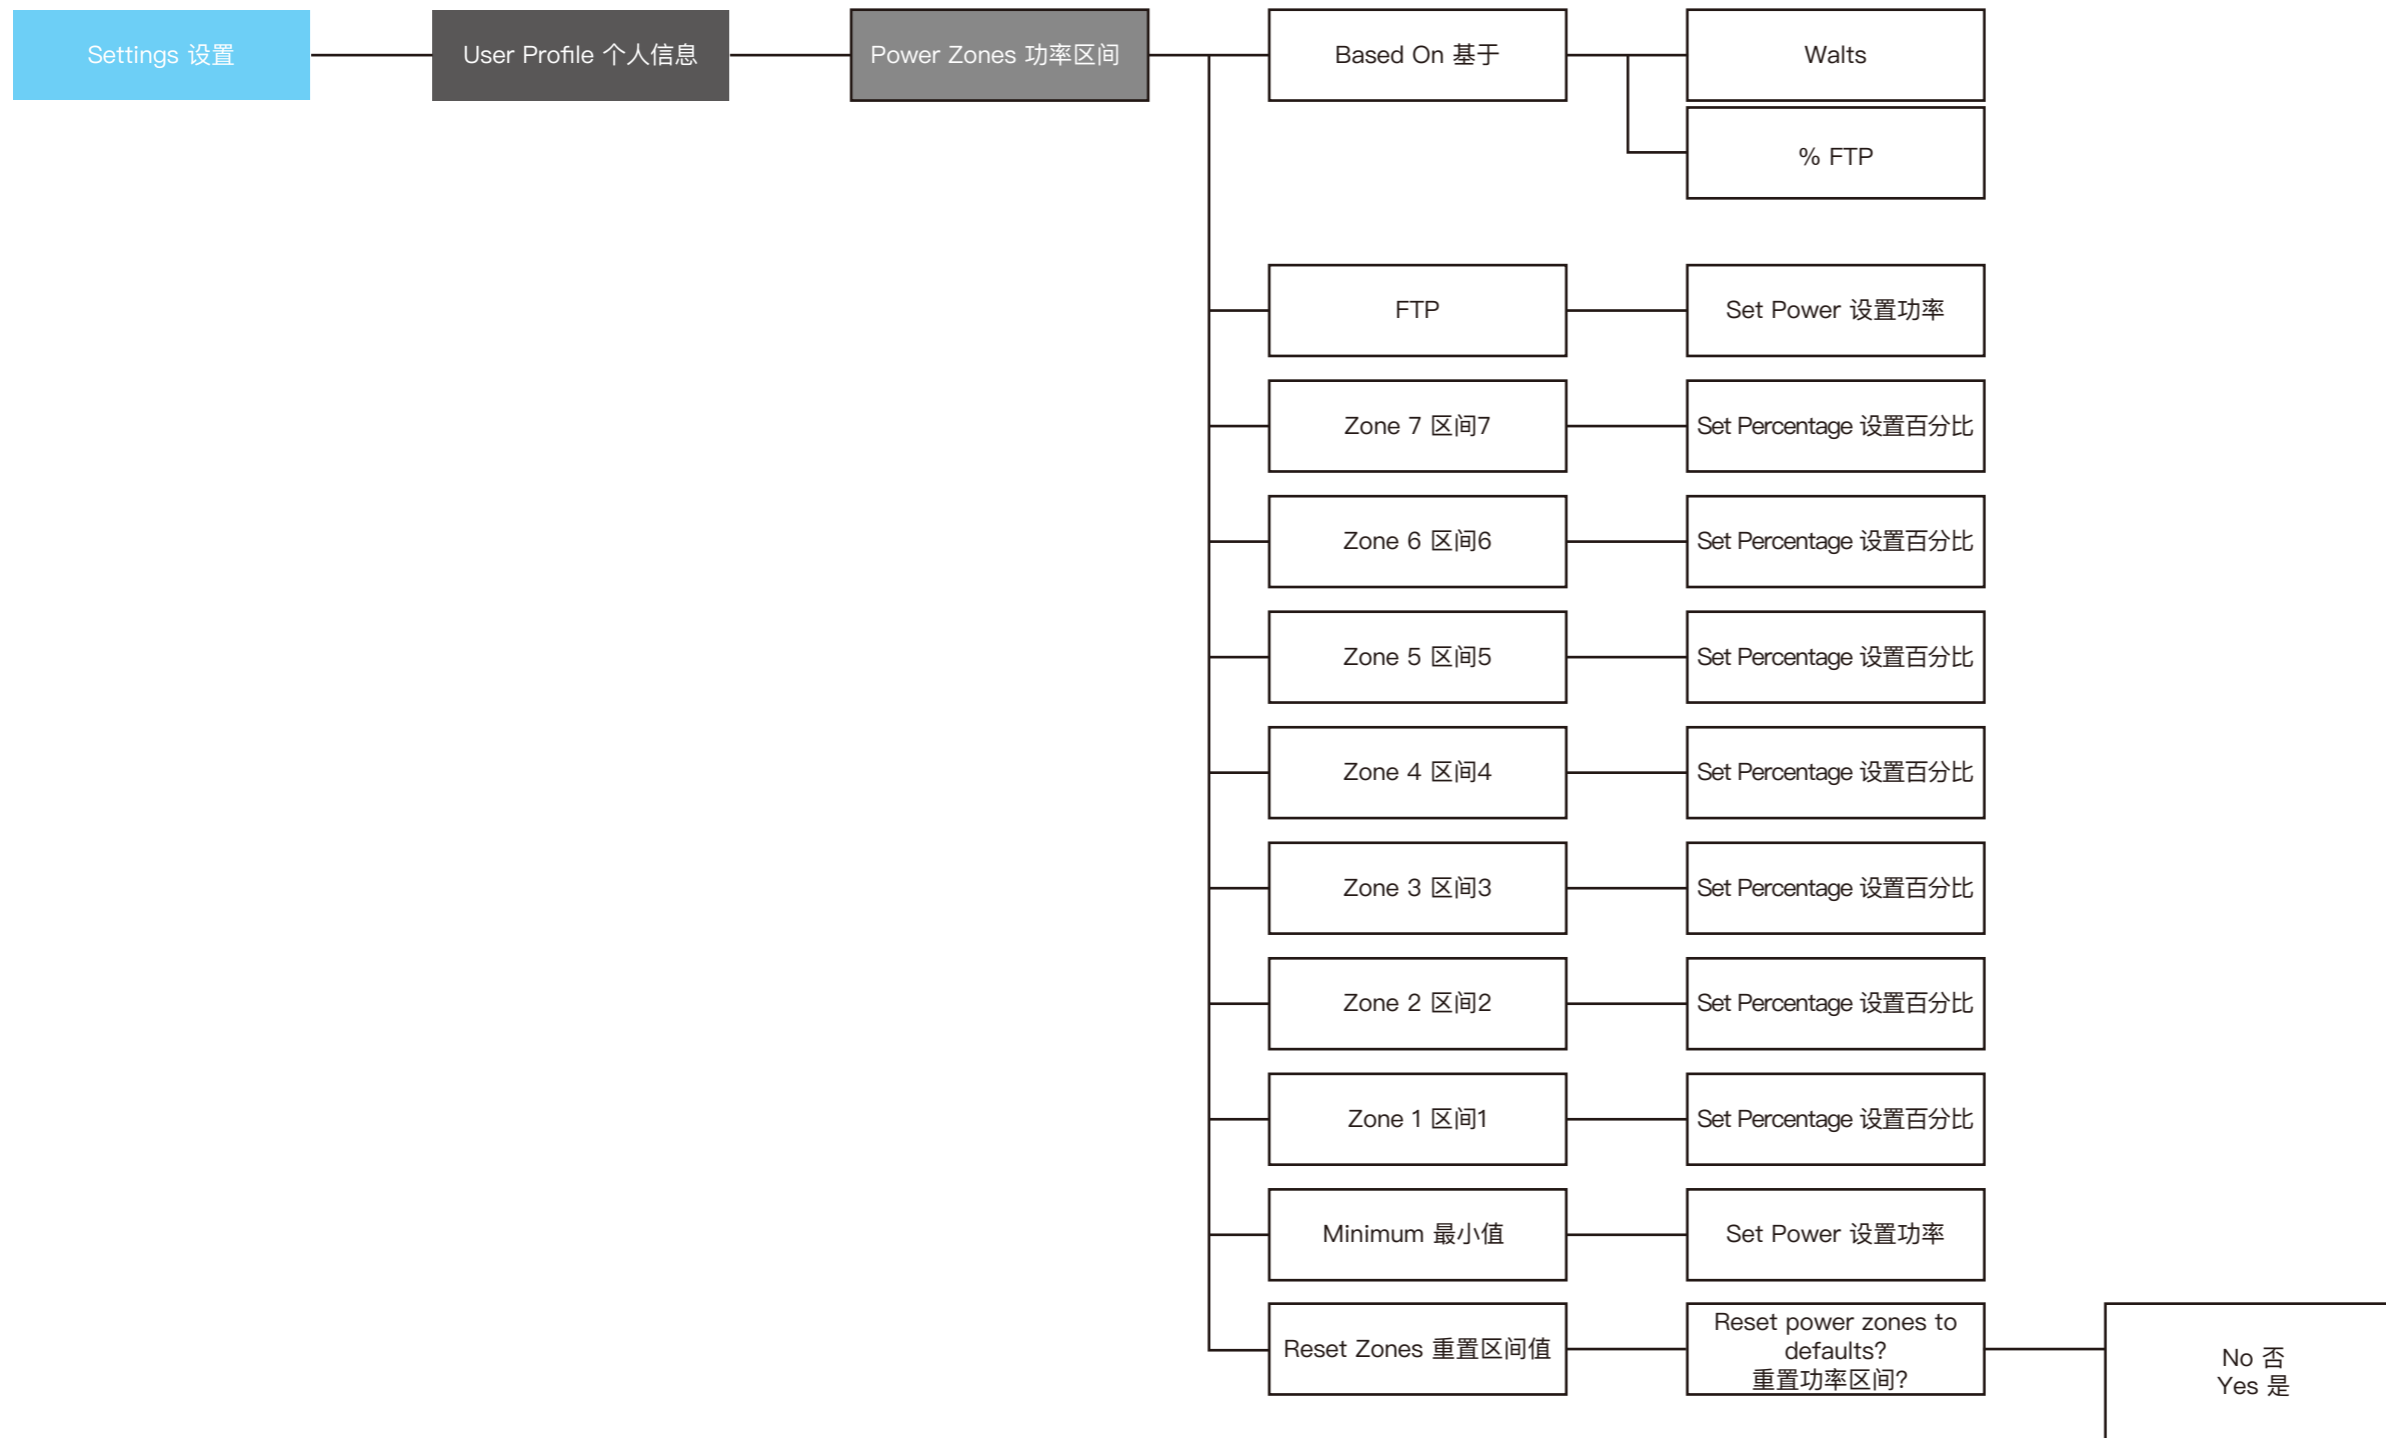 Settings 设置
User Profile 个人信息
Power Zones 功率区间
Based On 基于
Walts
% FTP
FTP
Set Power 设置功率
Zone 7 区间7
Set Percentage 设置百分比
Zone 6 区间6
Set Percentage 设置百分比
Zone 5 区间5
Set Percentage 设置百分比
Zone 4 区间4
Set Percentage 设置百分比
Zone 3 区间3
Set Percentage 设置百分比
Zone 2 区间2
Set Percentage 设置百分比
Zone 1 区间1
Set Percentage 设置百分比
Minimum 最小值
Set Power 设置功率
Reset Zones 重置区间值
Reset power zones to
defaults?
重置功率区间?
No 否
Yes 是